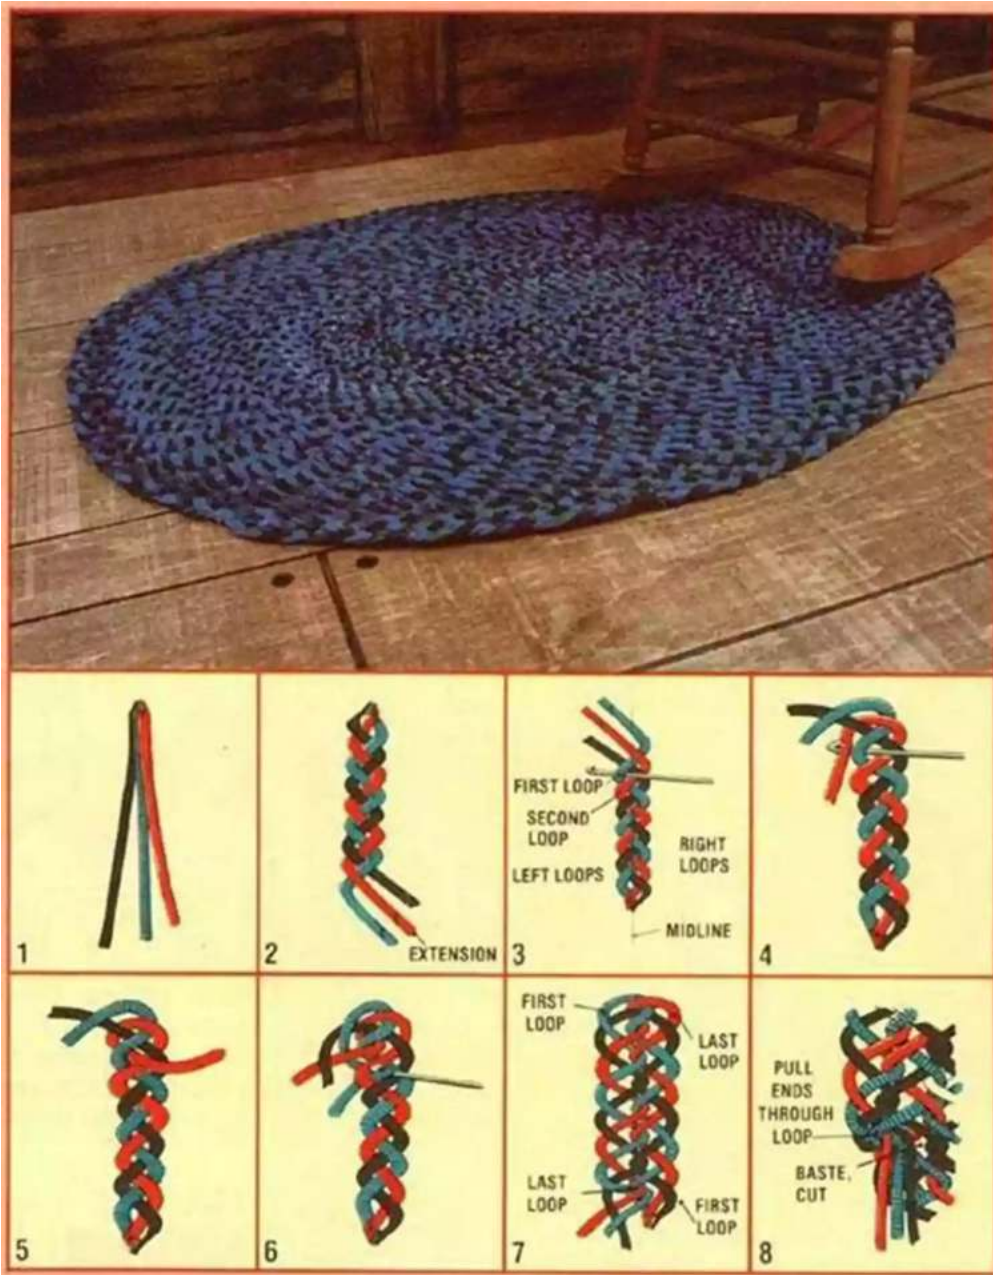 1
2
EXTENSION
FIRST LOOP
SECOND
LOOP
LEFT LOOPS
RIGHT
LOOPS
MIDLINE
3
4
5
6
FIRST
LOOP
LAST
LOOP
LAST
LOOP
FIRST
LOOP
7
PULL
ENDS
THROUGH
LOOP
BASTE,
CUT
8